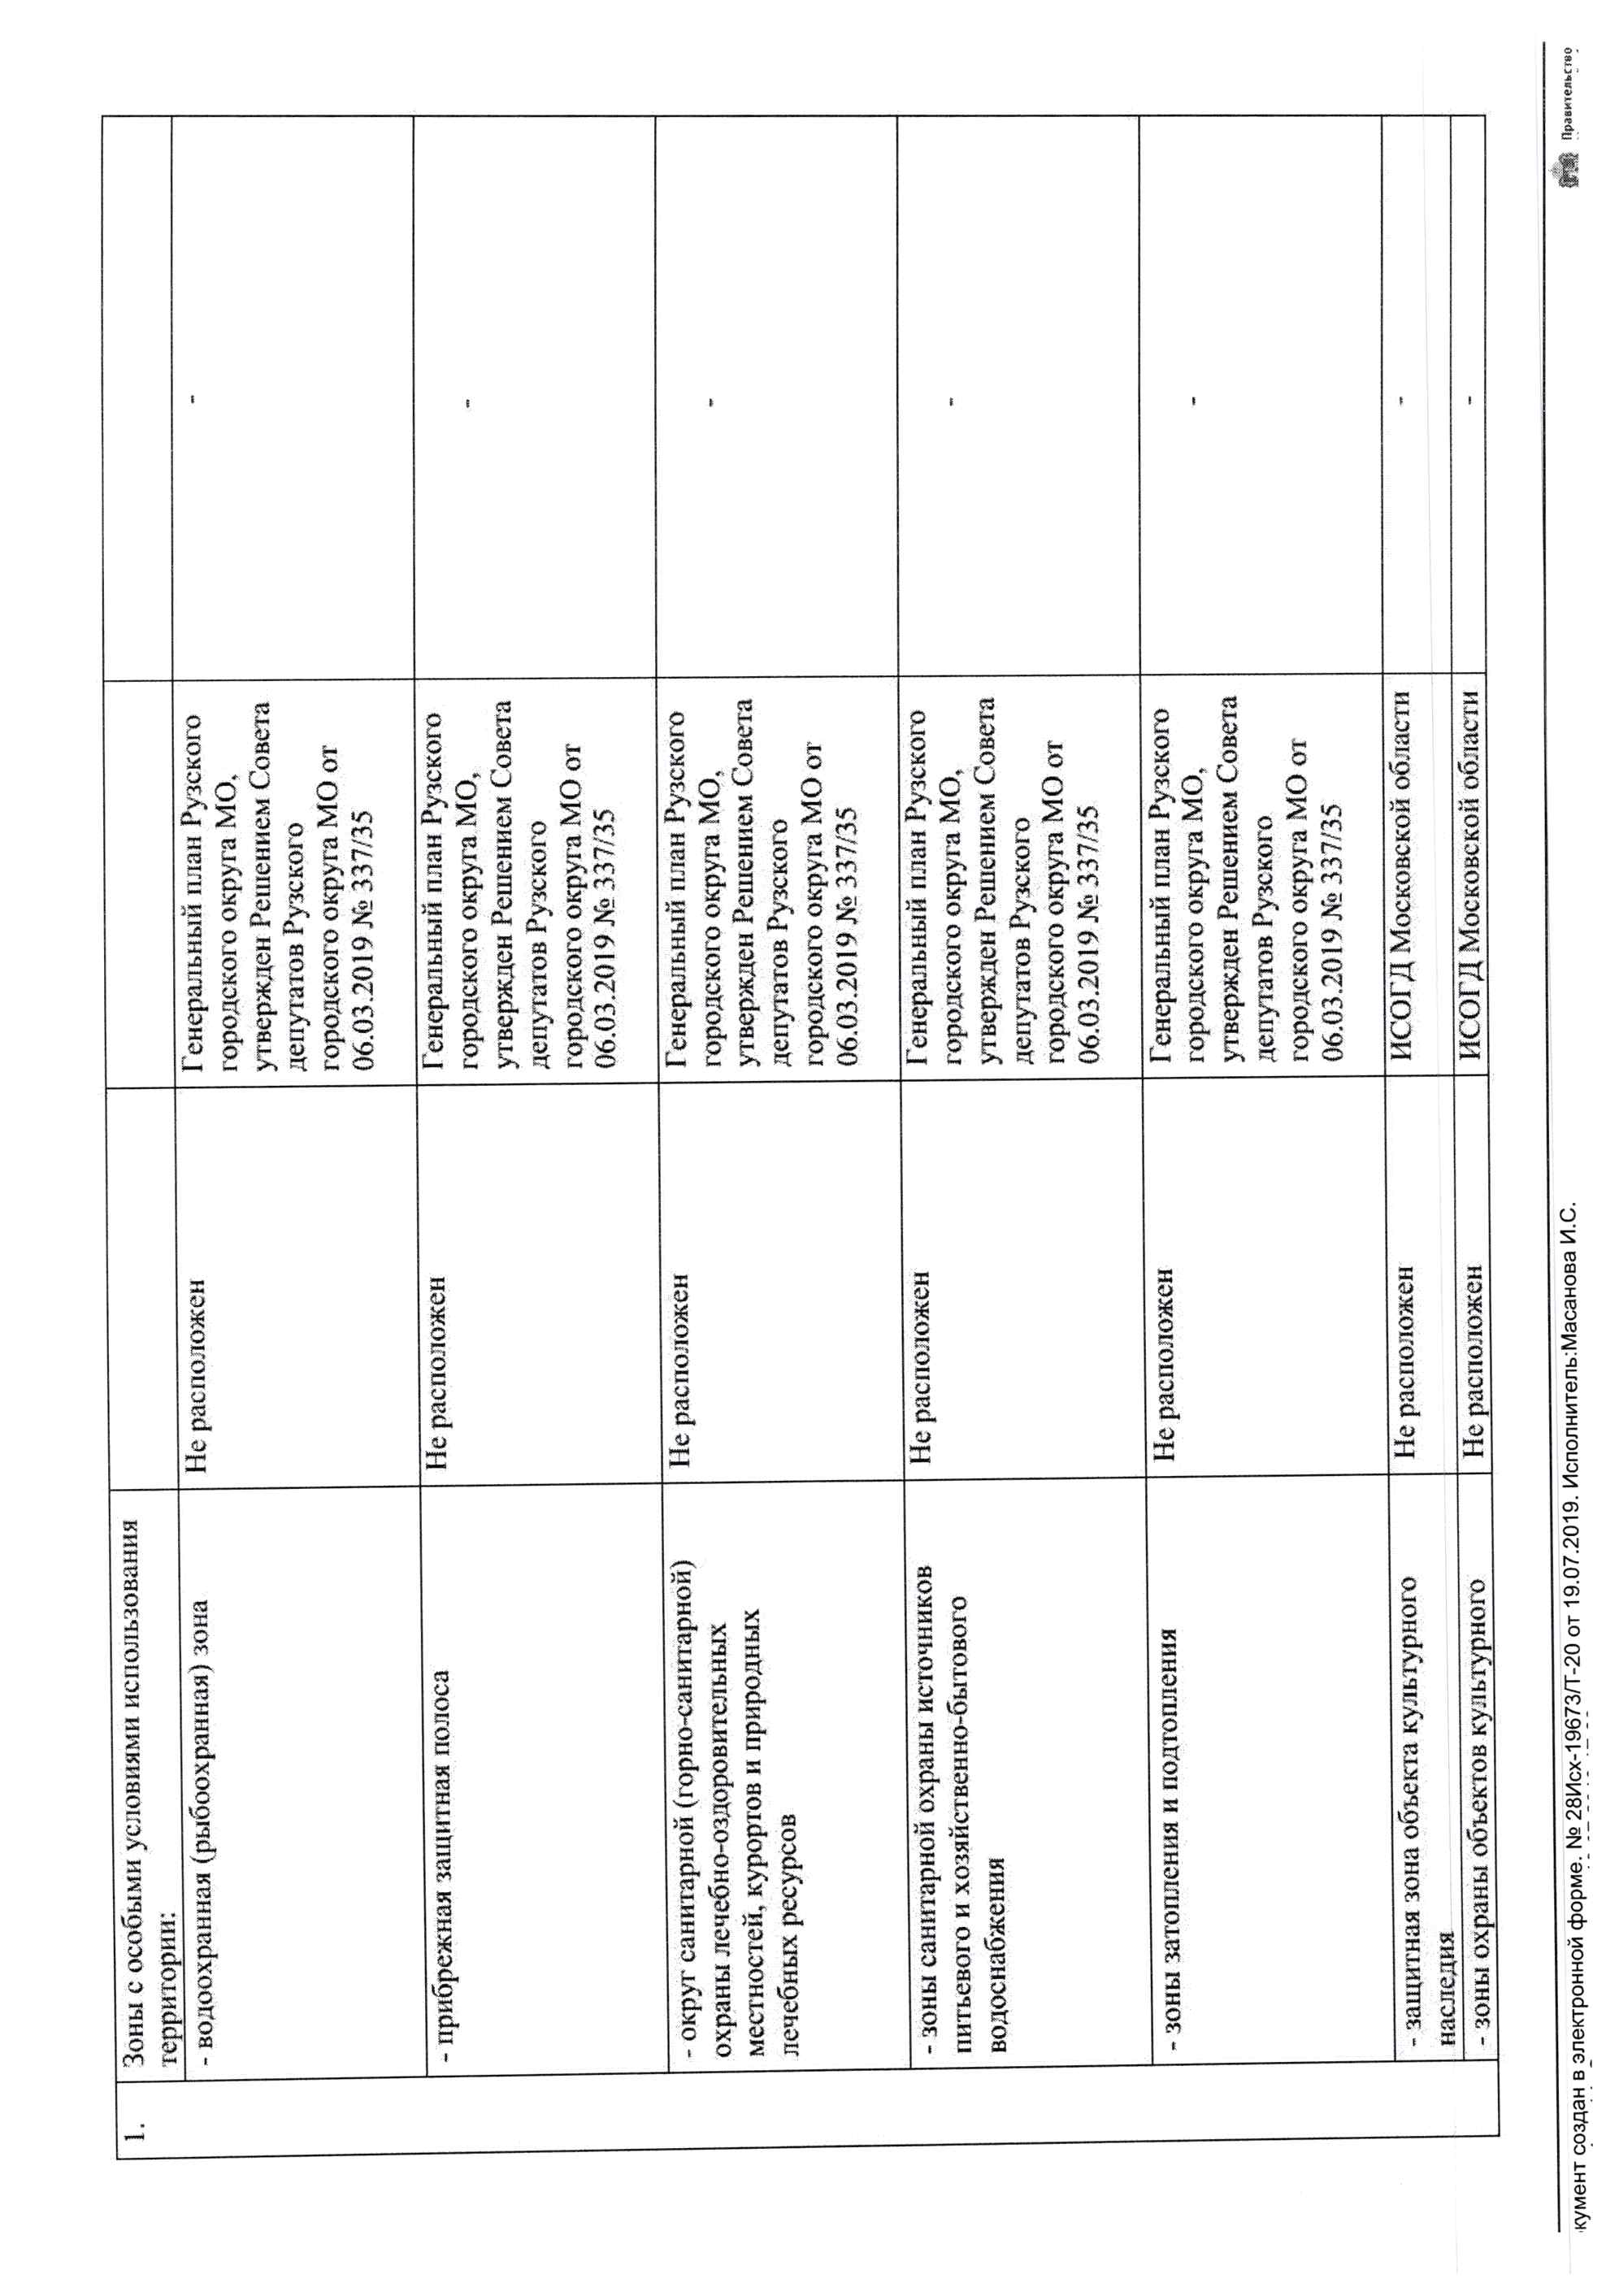 1.
Зоны с особыми условиями использования
территории:
- водоохранная (рыбоохранная) зона
Не расположен
Генеральный план Рузского
городского округа МО,
утвержден Решением Совета
депутатов Рузского
городского округа МО от
06.03.2019 № 337/35
-
- прибрежная защитная полоса
Не расположен
Генеральный план Рузского
городского округа МО,
утвержден Решением Совета
депутатов Рузского
городского округа МО от
06.03.2019 № 337/35
-
- округ санитарной (горно-санитарной)
охраны лечебно-оздоровительных
местностей, курортов и природных
лечебных ресурсов
Не расположен
Генеральный план Рузского
городского округа МО,
утвержден Решением Совета
депутатов Рузского
городского округа МО от
06.03.2019 № 337/35
-
- зоны санитарной охраны источников
питьевого и хозяйственно-бытового
водоснабжения
Не расположен
Генеральный план Рузского
городского округа МО,
утвержден Решением Совета
депутатов Рузского
городского округа МО от
06.03.2019 № 337/35
-
- зоны затопления и подтопления
Не расположен
Генеральный план Рузского
городского округа МО,
утвержден Решением Совета
депутатов Рузского
городского округа МО от
06.03.2019 № 337/35
-
- защитная зона объекта культурного
наследия
Не расположен
ИСОГД Московской области
-
- зоны охраны объектов культурного
Не расположен
ИСОГД Московской области
-
кумент создан в электронной форме. № 28Исх-19673/Т-20 от 19.07.2019. Исполнитель:Масанова И.С.
Правительство